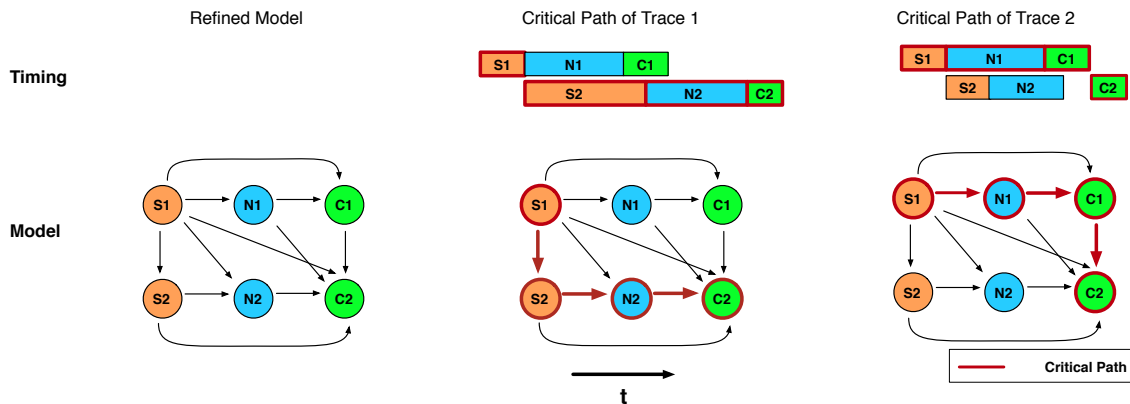 Refined Model
Critical Path of Trace 1
Critical Path of Trace 2
Timing
S1 N1 C1
S2 N2 C2
S1 N1 C1
S2 N2 C2
Model
S1 N1 C1
S2 N2 C2
S1 N1 C1
S2 N2 C2
S1 N1 C1
S2 N2 C2
t
Critical Path